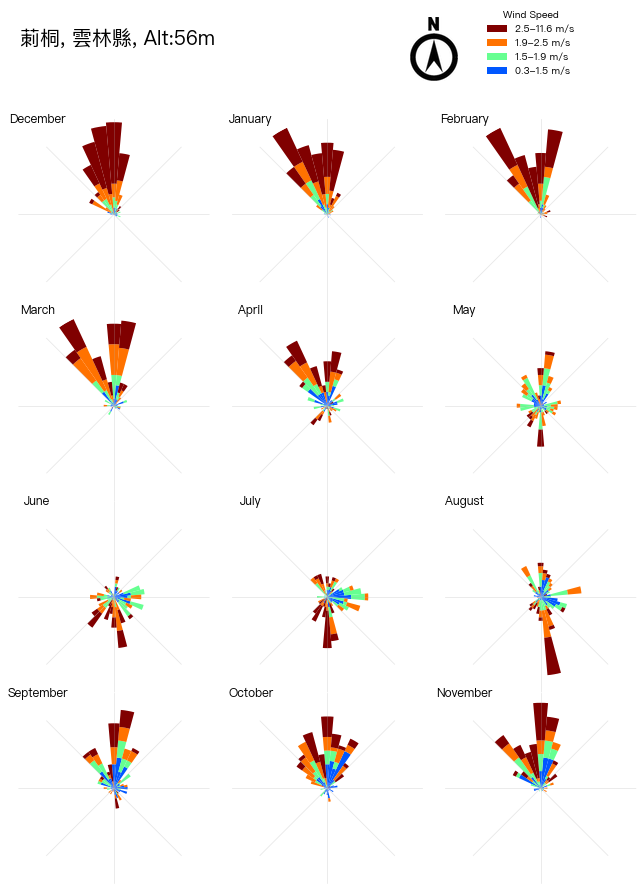 莿桐, 雲林縣, Alt:56m
N
Wind Speed
2.5–11.6 m/s
1.9–2.5 m/s
1.5–1.9 m/s
0.3–1.5 m/s
December
January
February
March
April
May
June
July
August
September
October
November